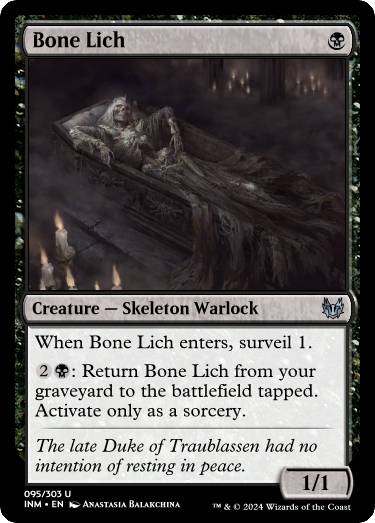 Bone Lich
Creature — Skeleton Warlock
When Bone Lich enters, surveil 1.
2: Return Bone Lich from your
graveyard to the battlefield tapped.
Activate only as a sorcery.
The late Duke of Traublassen had no
intention of resting in peace.
1/1
095/303 U
INM • EN Anastasia Balakchina
™ & © 2024 Wizards of the Coast